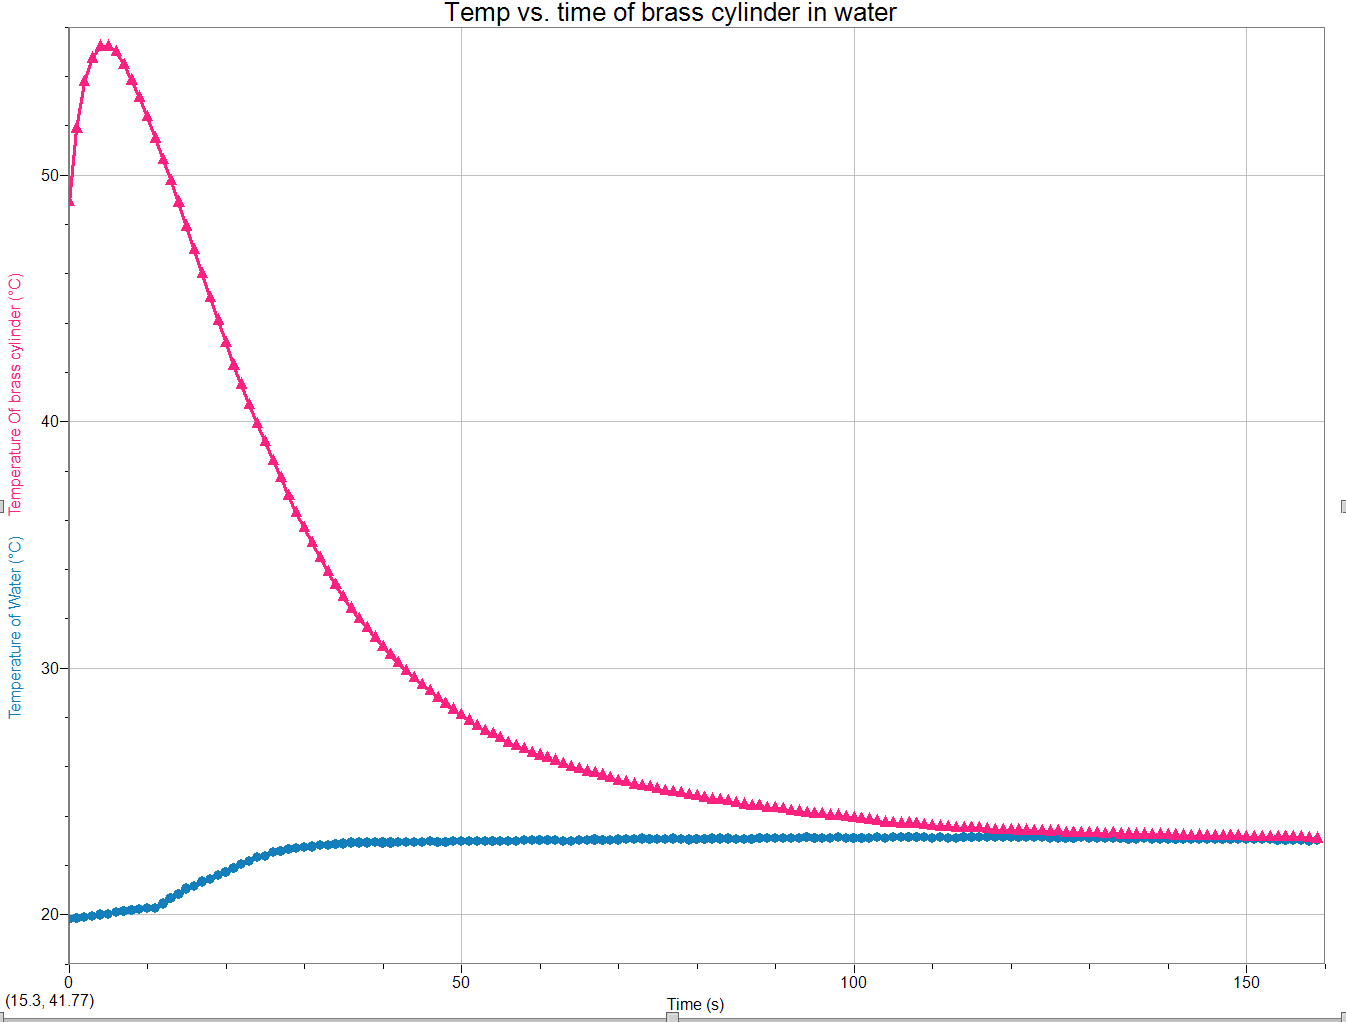 Temp vs. time of brass cylinder in water
Temperature Of brass cylinder (°C)
Temperature of Water (°C)
50
40
30
20
0
50
100
150
(15.3, 41.77)
Time (s)